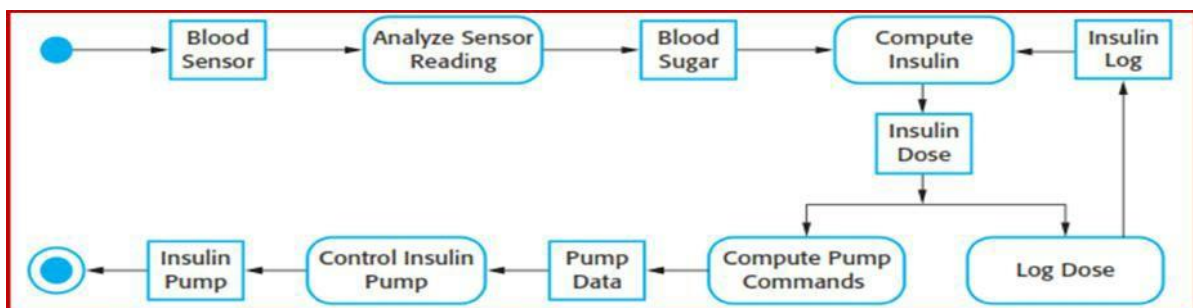 Blood
Sensor
Analyze Sensor
Reading
Blood
Sugar
Compute
Insulin
Insulin
Log
Insulin
Dose
Insulin
Pump
Control Insulin
Pump
Pump
Data
Compute Pump
Commands
Log Dose